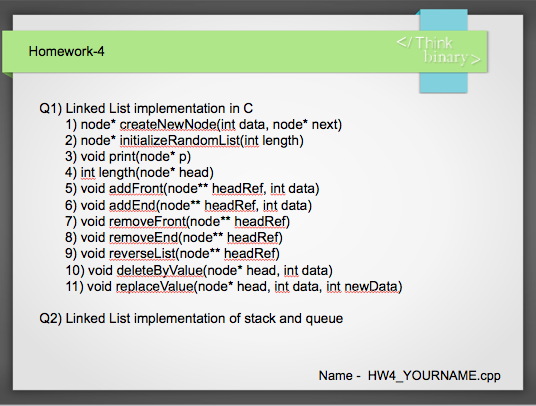 </Think
binary>
Homework-4
Q1) Linked List implementation in C
1) node* createNewNode(int data, node* next)
2) node* initializeRandomList(int length)
3) void print(node* p)
4) int length(node* head)
5) void addFront(node** headRef, int data)
6) void addEnd(node** headRef, int data)
7) void removeFront(node** headRef)
8) void removeEnd(node** headRef)
9) void reverseList(node** headRef)
10) void deleteByValue(node* head, int data)
11) void replaceValue(node* head, int data, int newData)
Q2) Linked List implementation of stack and queue
Name - HW4_YOURNAME.cpp